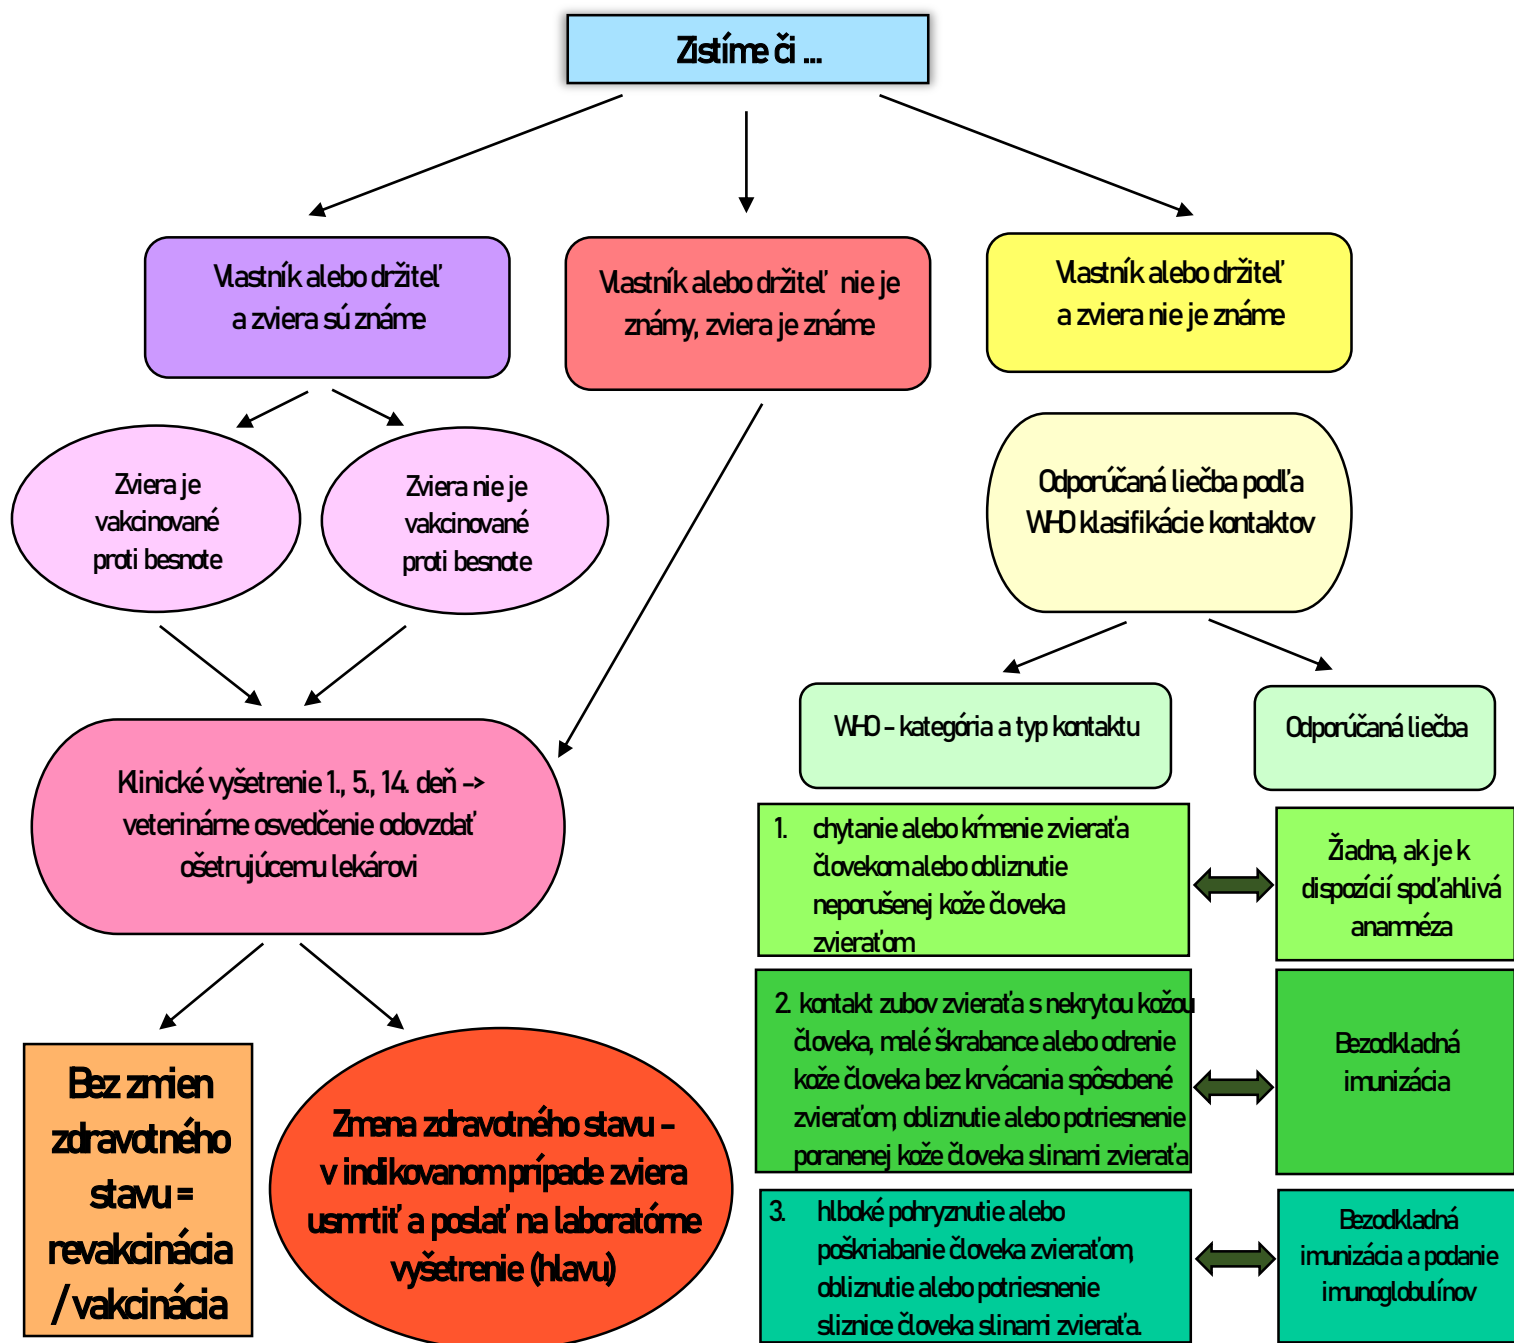 Zistíme či ...
Vlastník alebo držiteľ
a zviera sú známe
Vlastník alebo držiteľ nie je
známy, zviera je známe
Vlastník alebo držiteľ
a zviera nie je známe
Zviera je
vakcinované
proti besnote
Zviera nie je
vakcinované
proti besnote
Odporúčaná liečba podľa
WHO klasifikácie kontaktov
Klinické vyšetrenie 1., 5., 14. deň ->
veterinárne osvedčenie odovzdať
ošetrujúcemu lekárovi
WHO - kategória a typ kontaktu
Odporúčaná liečba
1. chytanie alebo kŕmenie zvieraťa
človekom alebo obliznutie
neporušenej kože človeka
zvieraťom
Žiadna, ak je k
dispozícií spoľahlivá
anamnéza
2. kontakt zubov zvieraťa s nekrytou kožou
človeka, malé škrabance alebo odrenie
kože človeka bez krvácania spôsobené
zvieraťom, obliznutie alebo potriesnenie
poranenej kože človeka slinami zvieraťa
Bezodkladná
imunizácia
3. hlboké pohryznutie alebo
poškriabanie človeka zvieraťom,
obliznutie alebo potriesnenie
sliznice človeka slinami zvieraťa.
Bezodkladná
imunizácia a podanie
imunoglobulínov
Bez zmien
zdravotného
stavu =
revakcinácia
/ vakcinácia
Zmena zdravotného stavu -
v indikovanom prípade zviera
usmrtiť a poslať na laboratórne
vyšetrenie (hlavu)